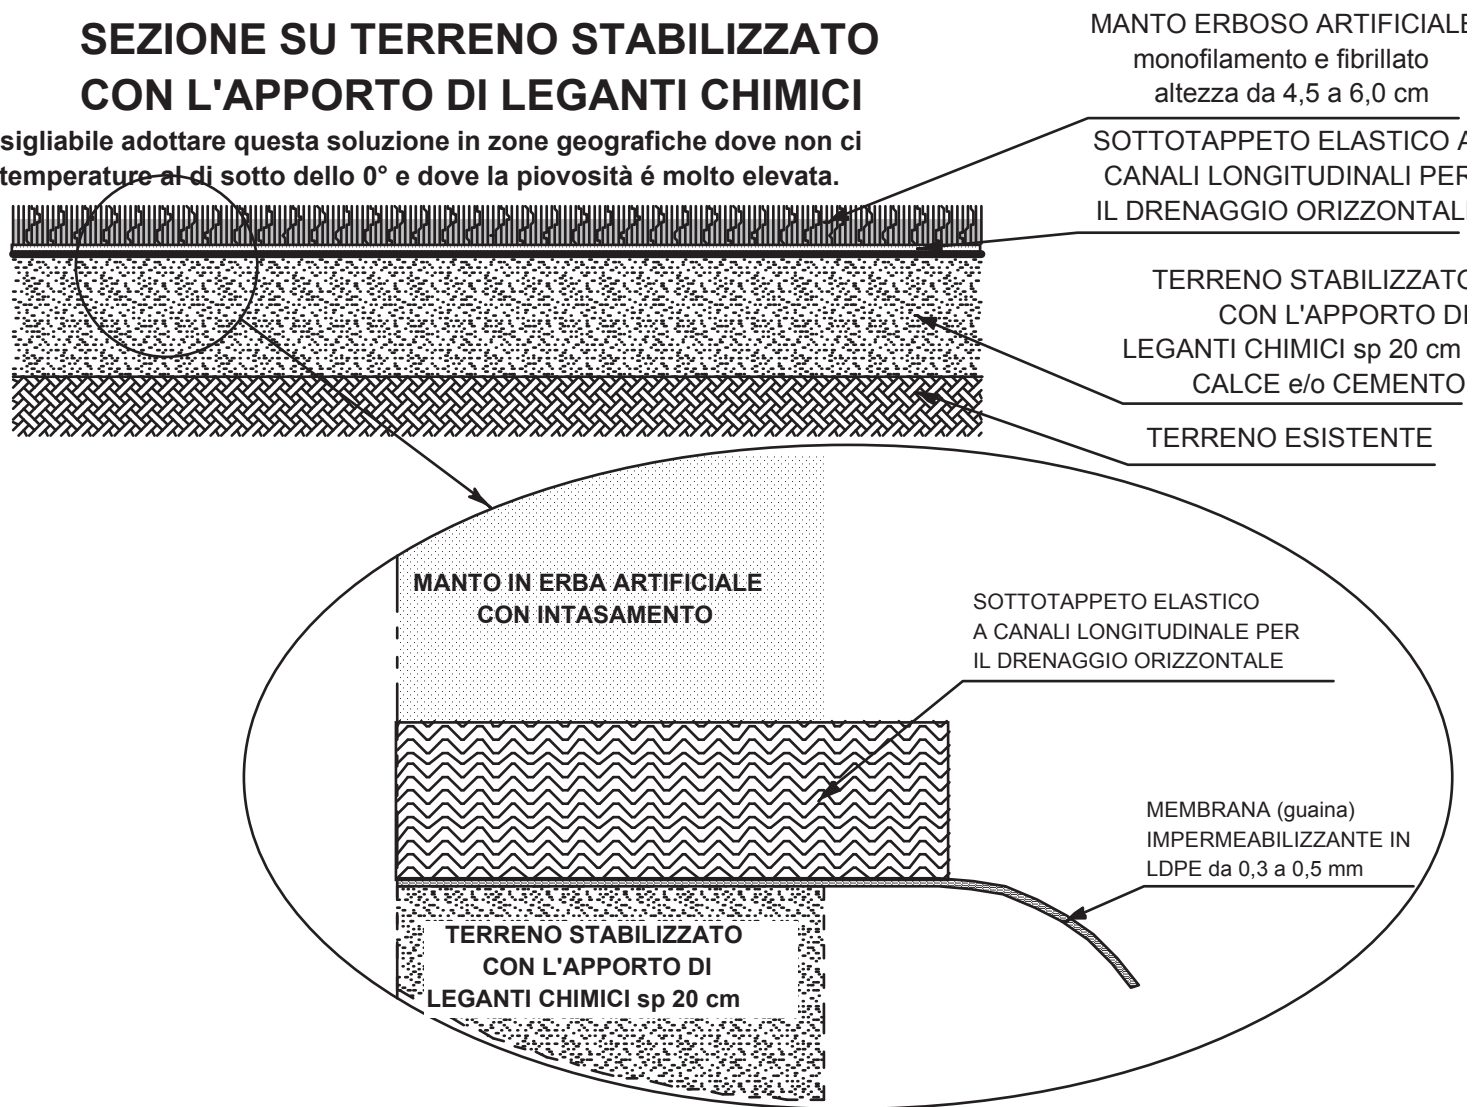 SEZIONE SU TERRENO STABILIZZATO
CON L'APPORTO DI LEGANTI CHIMICI
sigliabile adottare questa soluzione in zone geografiche dove non ci
temperature al di sotto dello 0° e dove la piovosità é molto elevata.
MANTO ERBOSO ARTIFICIALE
monofilamento e fibrillato
altezza da 4,5 a 6,0 cm
SOTTOTAPPETO ELASTICO A
CANALI LONGITUDINALI PER
IL DRENAGGIO ORIZZONTALE
TERRENO STABILIZZATO
CON L'APPORTO DI
LEGANTI CHIMICI sp 20 cm
CALCE e/o CEMENTO
TERRENO ESISTENTE
MANTO IN ERBA ARTIFICIALE
CON INTASAMENTO
SOTTOTAPPETO ELASTICO
A CANALI LONGITUDINALE PER
IL DRENAGGIO ORIZZONTALE
MEMBRANA (guaina)
IMPERMEABILIZZANTE IN
LDPE da 0,3 a 0,5 mm
TERRENO STABILIZZATO
CON L'APPORTO DI
LEGANTI CHIMICI sp 20 cm